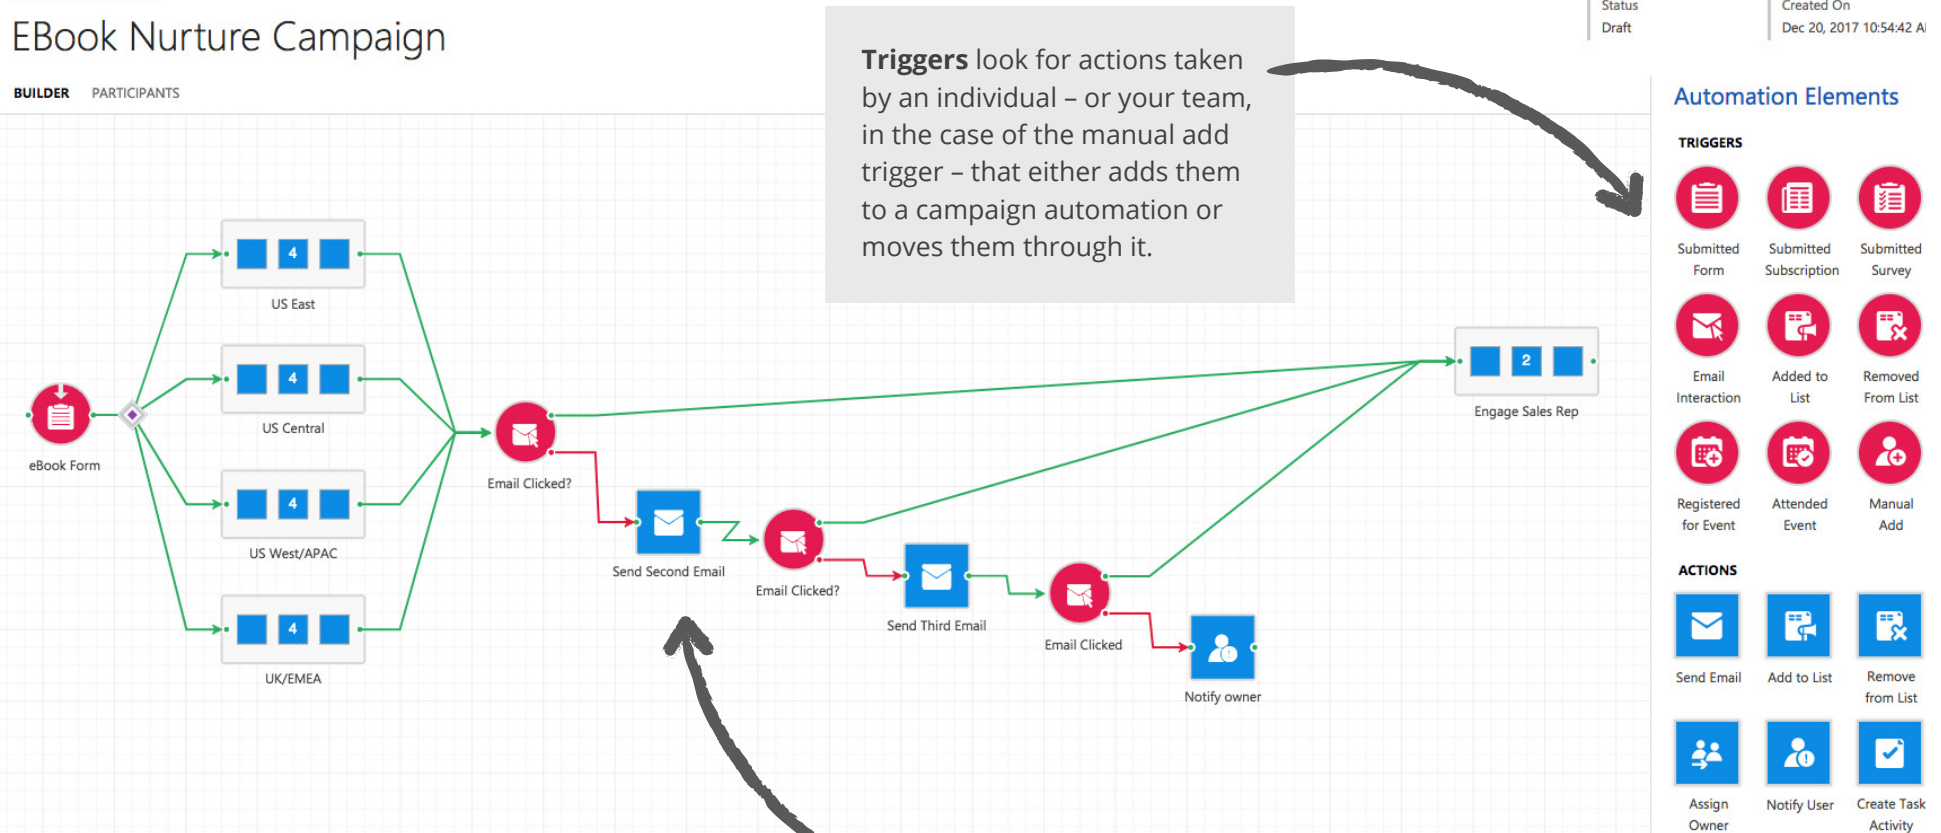 EBook Nurture Campaign
BUILDER PARTICIPANTS
Status
Draft
Created On
Dec 20, 2017 10:54:42 A
Triggers look for actions taken
by an individual – or your team,
in the case of the manual add
trigger – that either adds them
to a campaign automation or
moves them through it.
eBook Form
4
US East
4
US Central
4
US West/APAC
4
UK/EMEA
Email Clicked?
Send Second Email
Email Clicked?
Send Third Email
Email Clicked
Notify owner
2
Engage Sales Rep
Automation Elements
TRIGGERS
Submitted
Form
Submitted
Subscription
Submitted
Survey
Email
Interaction
Added to
List
Removed
From List
Registered
for Event
Attended
Event
Manual
Add
ACTIONS
Send Email
Add to List
Remove
from List
Assign
Owner
Notify User
Create Task
Activity